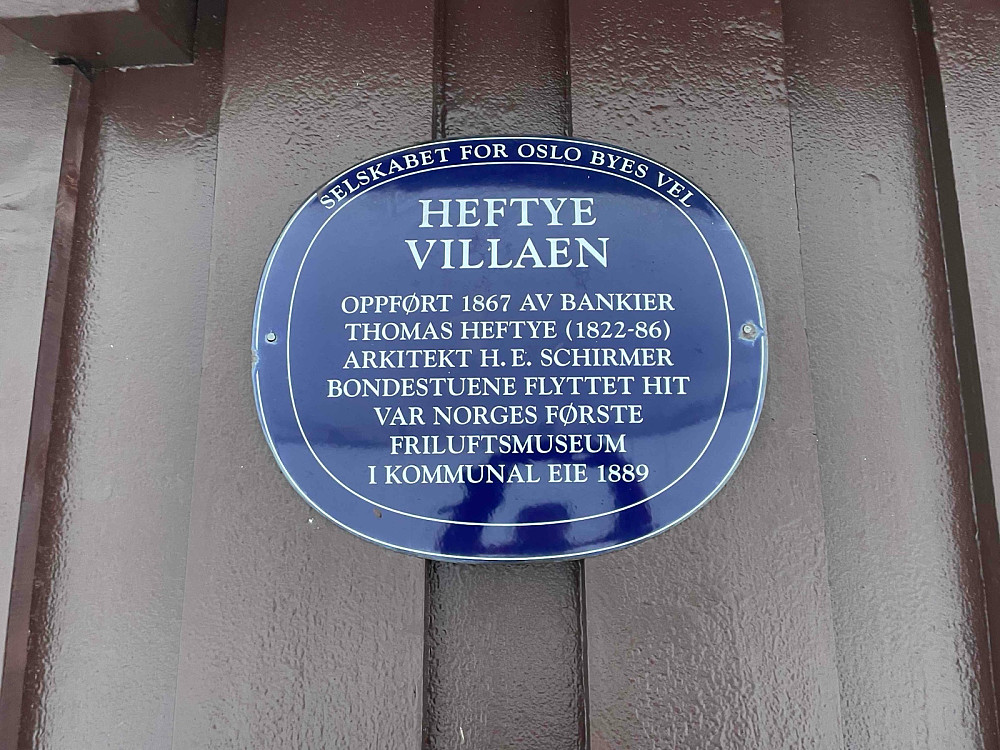 SELSKABET FOR OSLO BYES VEL
HEFTYE
VILLAEN
OPPFØRT 1867 AV BANKIER
THOMAS HEFTYE (1822-86)
ARKITEKT H. E. SCHIRMER
BONDESTUENE FLYTTET HIT
VAR NORGES FØRSTE
FRILUFTSMUSEUM
I KOMMUNAL EIE 1889